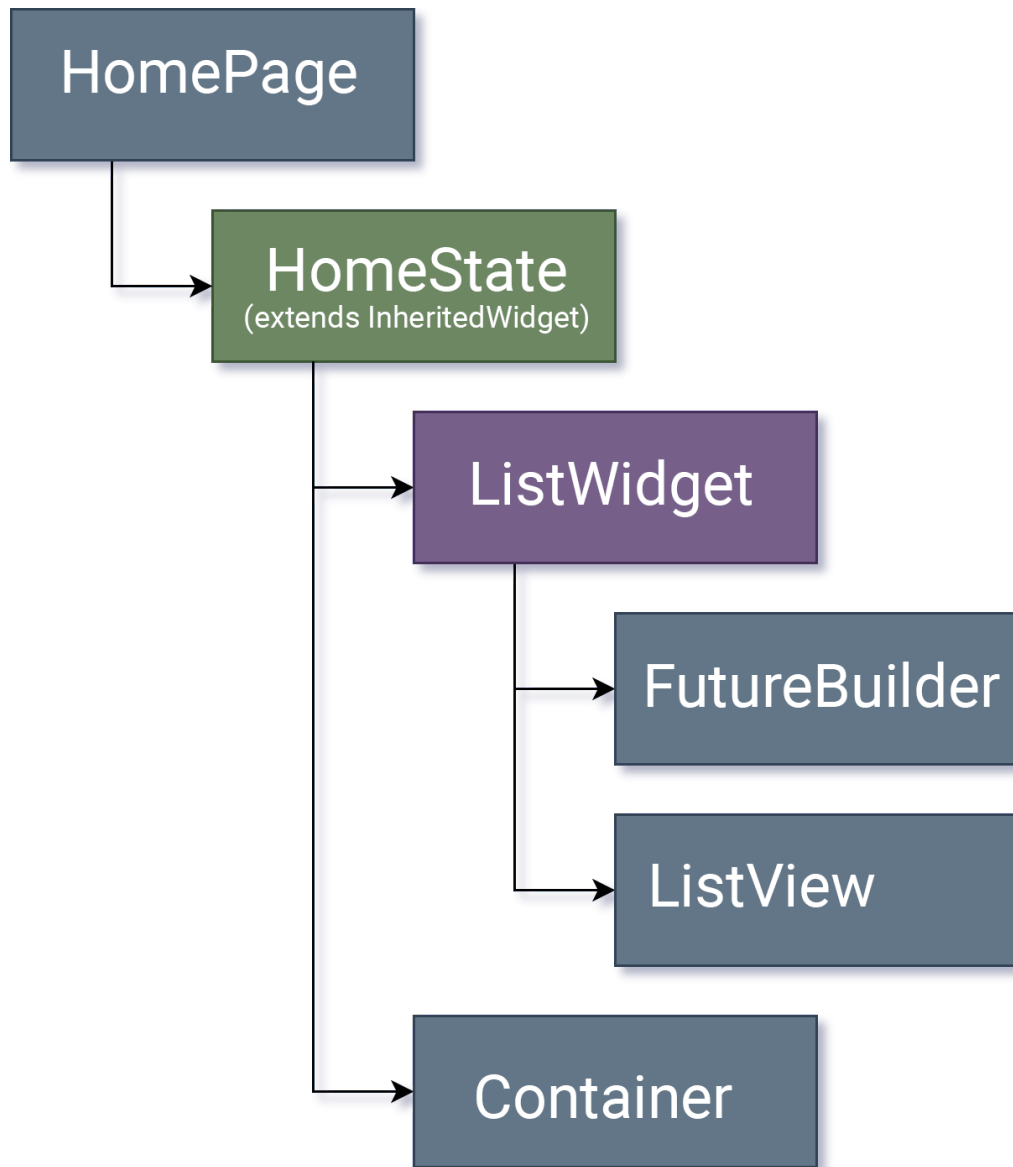 HomePage
HomeState
(extends InheritedWidget)
ListWidget
FutureBuilder
ListView
Container